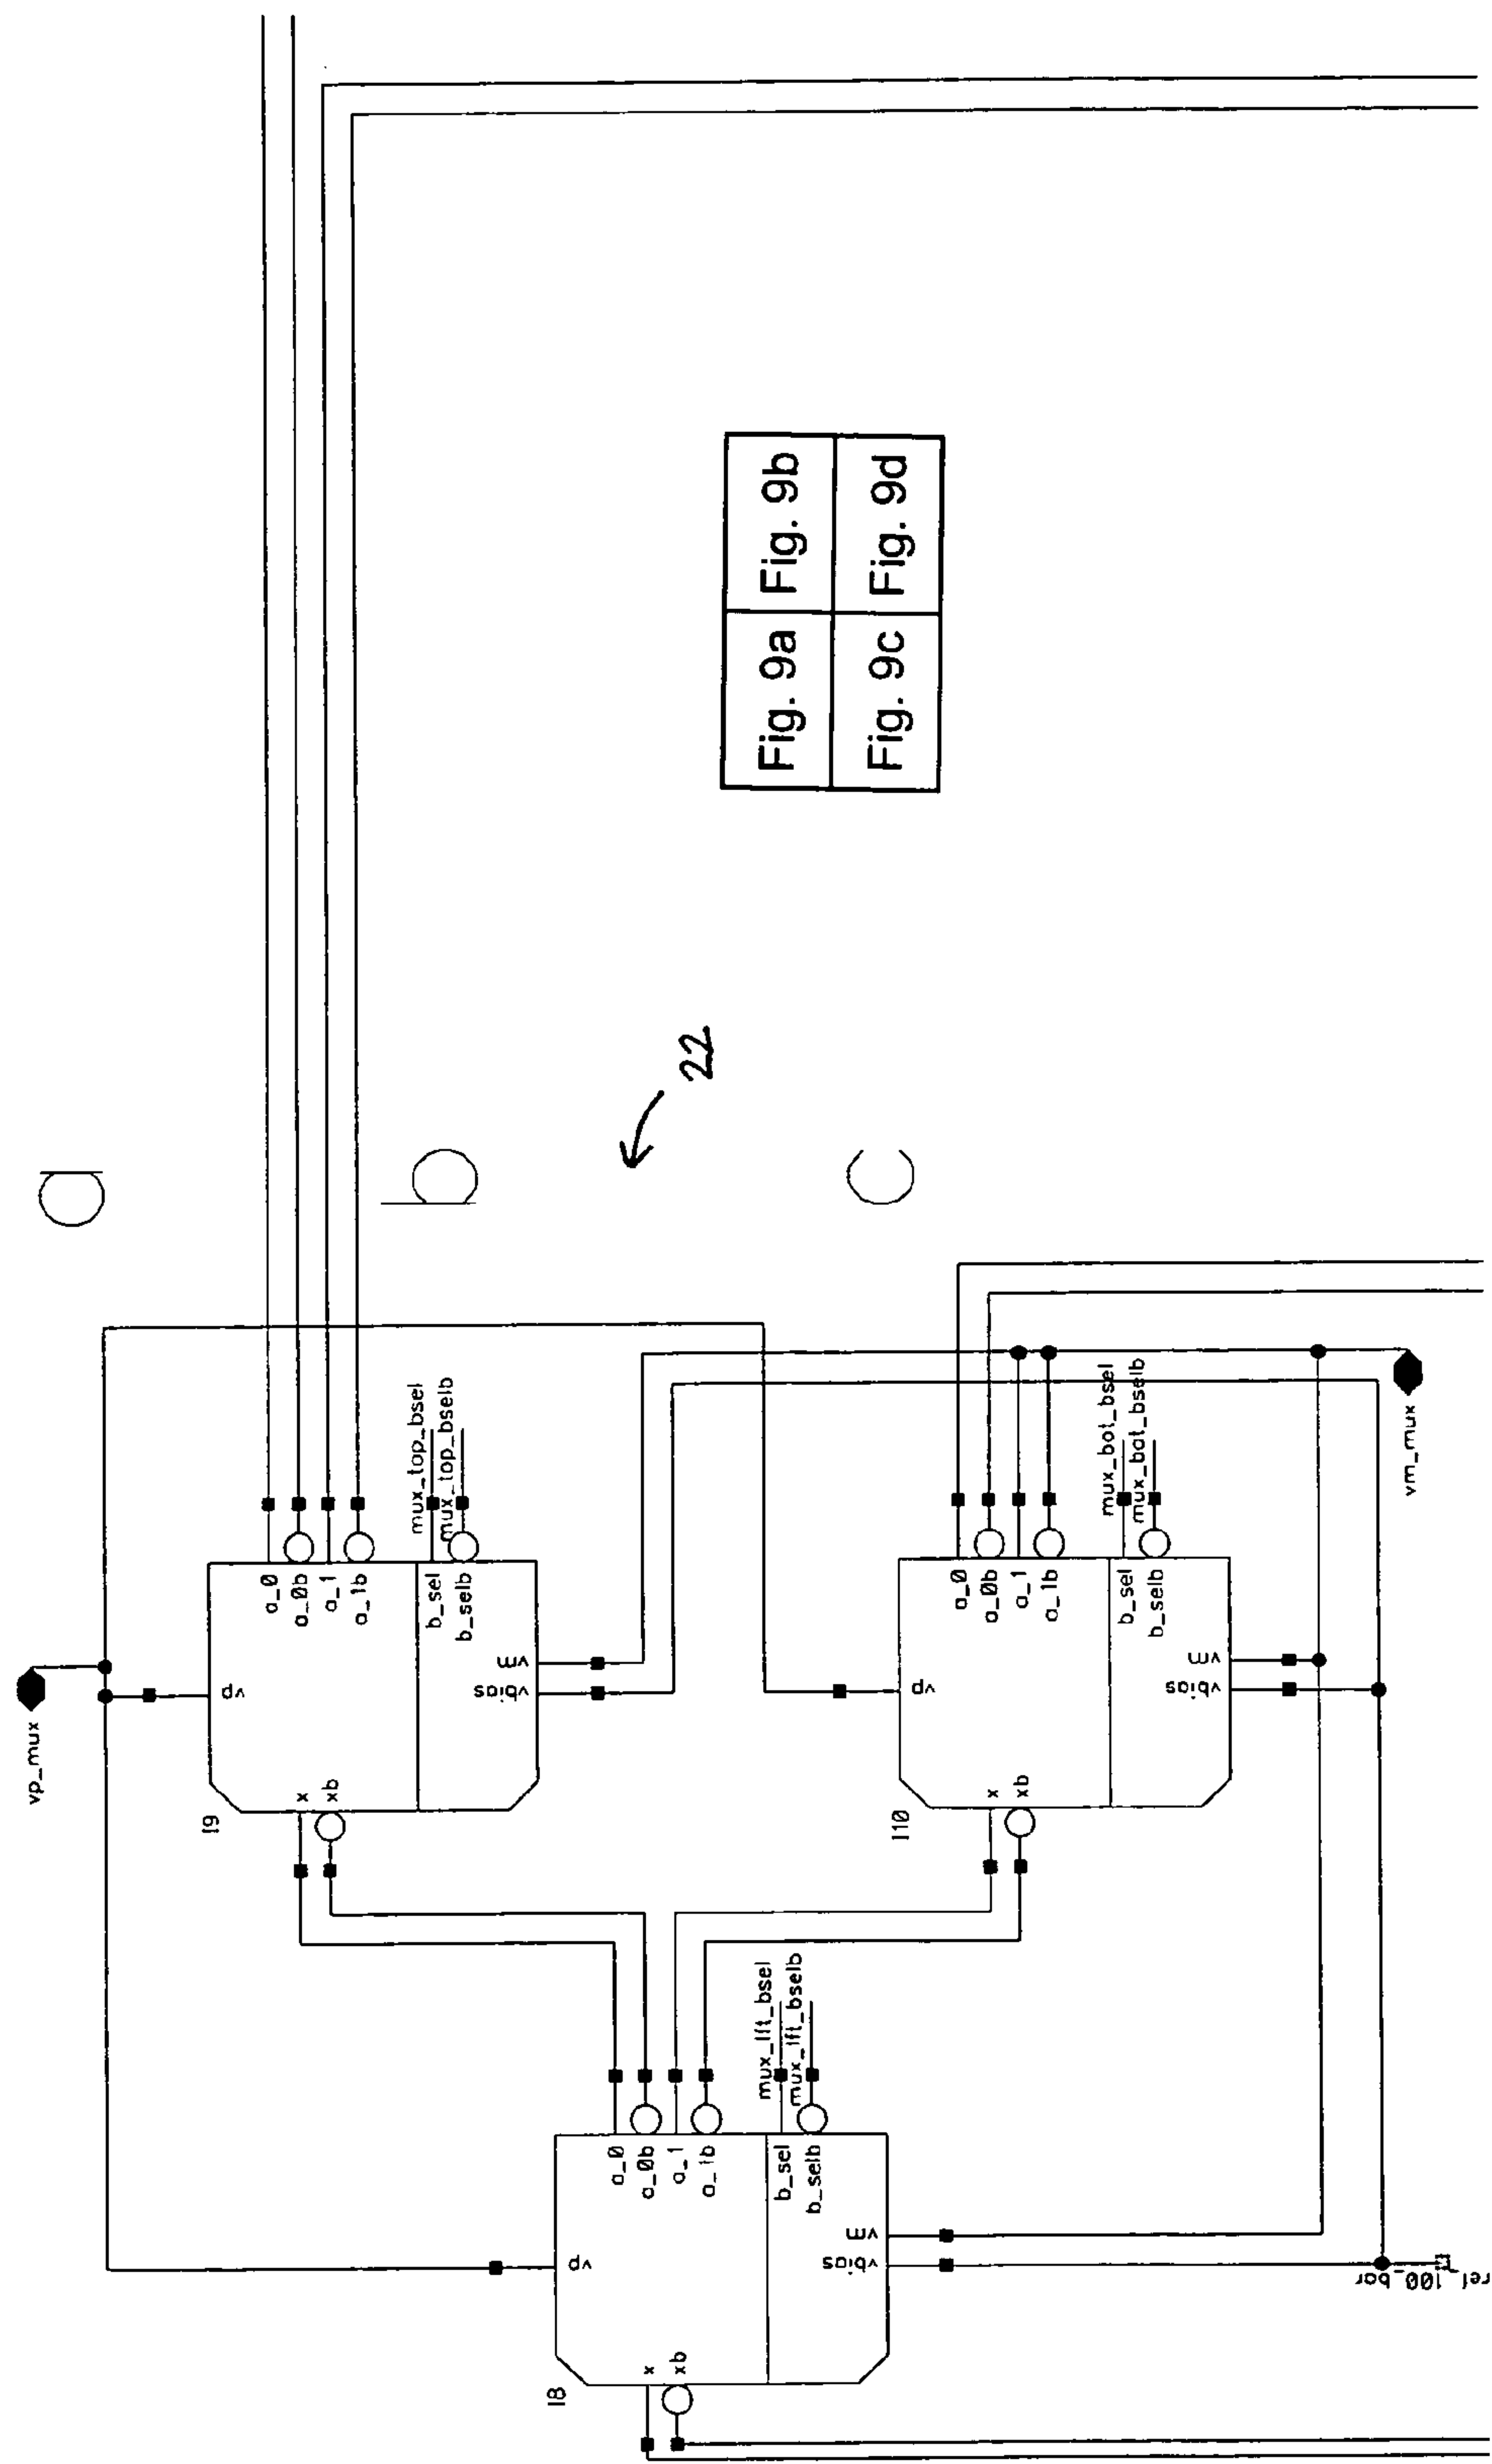 vp_mux
a
I9
vp
a_0
a_0b
x
a_1
xb
a_1b
mux_top_bsel
b_sel
mux_top_bselb
b_selb
vbias
vm
b
22
I8
vp
a_0
a_0b
x
a_1
xb
a_1b
mux_lft_bsel
b_sel
mux_lft_bselb
b_selb
vbias
vm
Fig. 9a Fig. 9b
Fig. 9c Fig. 9d
c
I10
vp
a_0
a_0b
x
a_1
xb
a_1b
mux_bot_bsel
b_sel
mux_bot_bselb
b_selb
vbias
vm
vm_mux
ref_100_bar